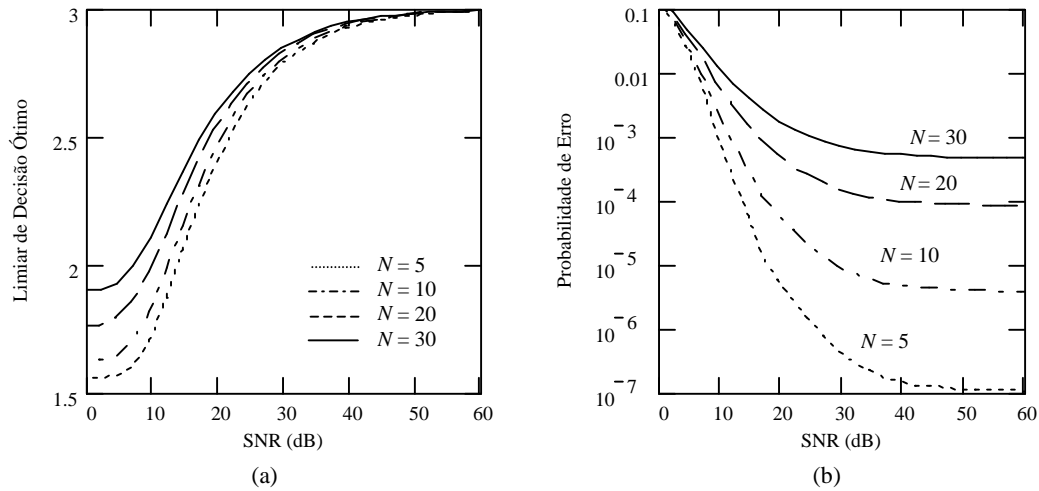 3
2.5
2
1.5
Limiar de Decisão Ótimo
N = 5
N = 10
N = 20
N = 30
0 10 20 30 40 50 60
SNR (dB)
(a)
0.1
0.01
10⁻³
10⁻⁴
10⁻⁵
10⁻⁶
10⁻⁷
Probabilidade de Erro
N = 30
N = 20
N = 10
N = 5
0 10 20 30 40 50 60
SNR (dB)
(b)